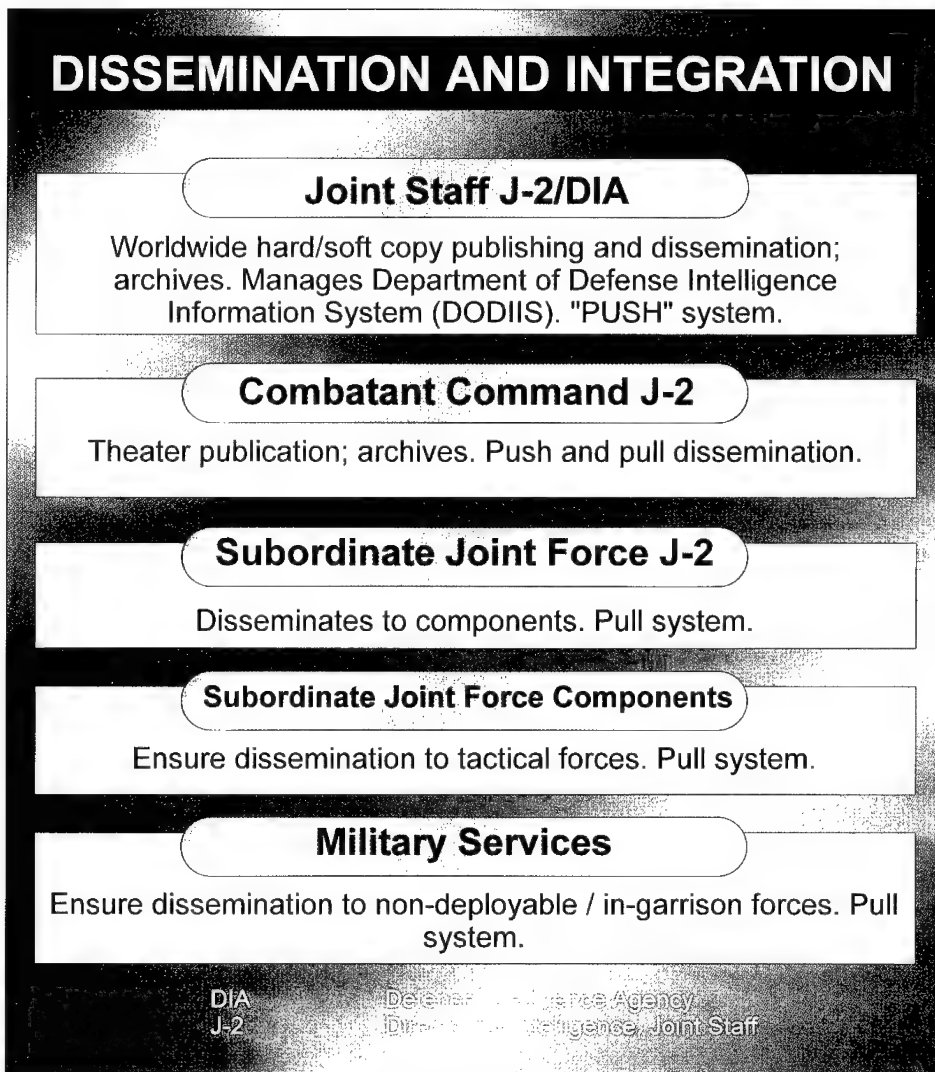 DISSEMINATION AND INTEGRATION
Joint Staff J-2/DIA
Worldwide hard/soft copy publishing and dissemination;
archives. Manages Department of Defense Intelligence
Information System (DODIIS). "PUSH" system.
Combatant Command J-2
Theater publication; archives. Push and pull dissemination.
Subordinate Joint Force J-2
Disseminates to components. Pull system.
Subordinate Joint Force Components
Ensure dissemination to tactical forces. Pull system.
Military Services
Ensure dissemination to non-deployable / in-garrison forces. Pull
system.
DIA Agency
J-2 Joint Staff